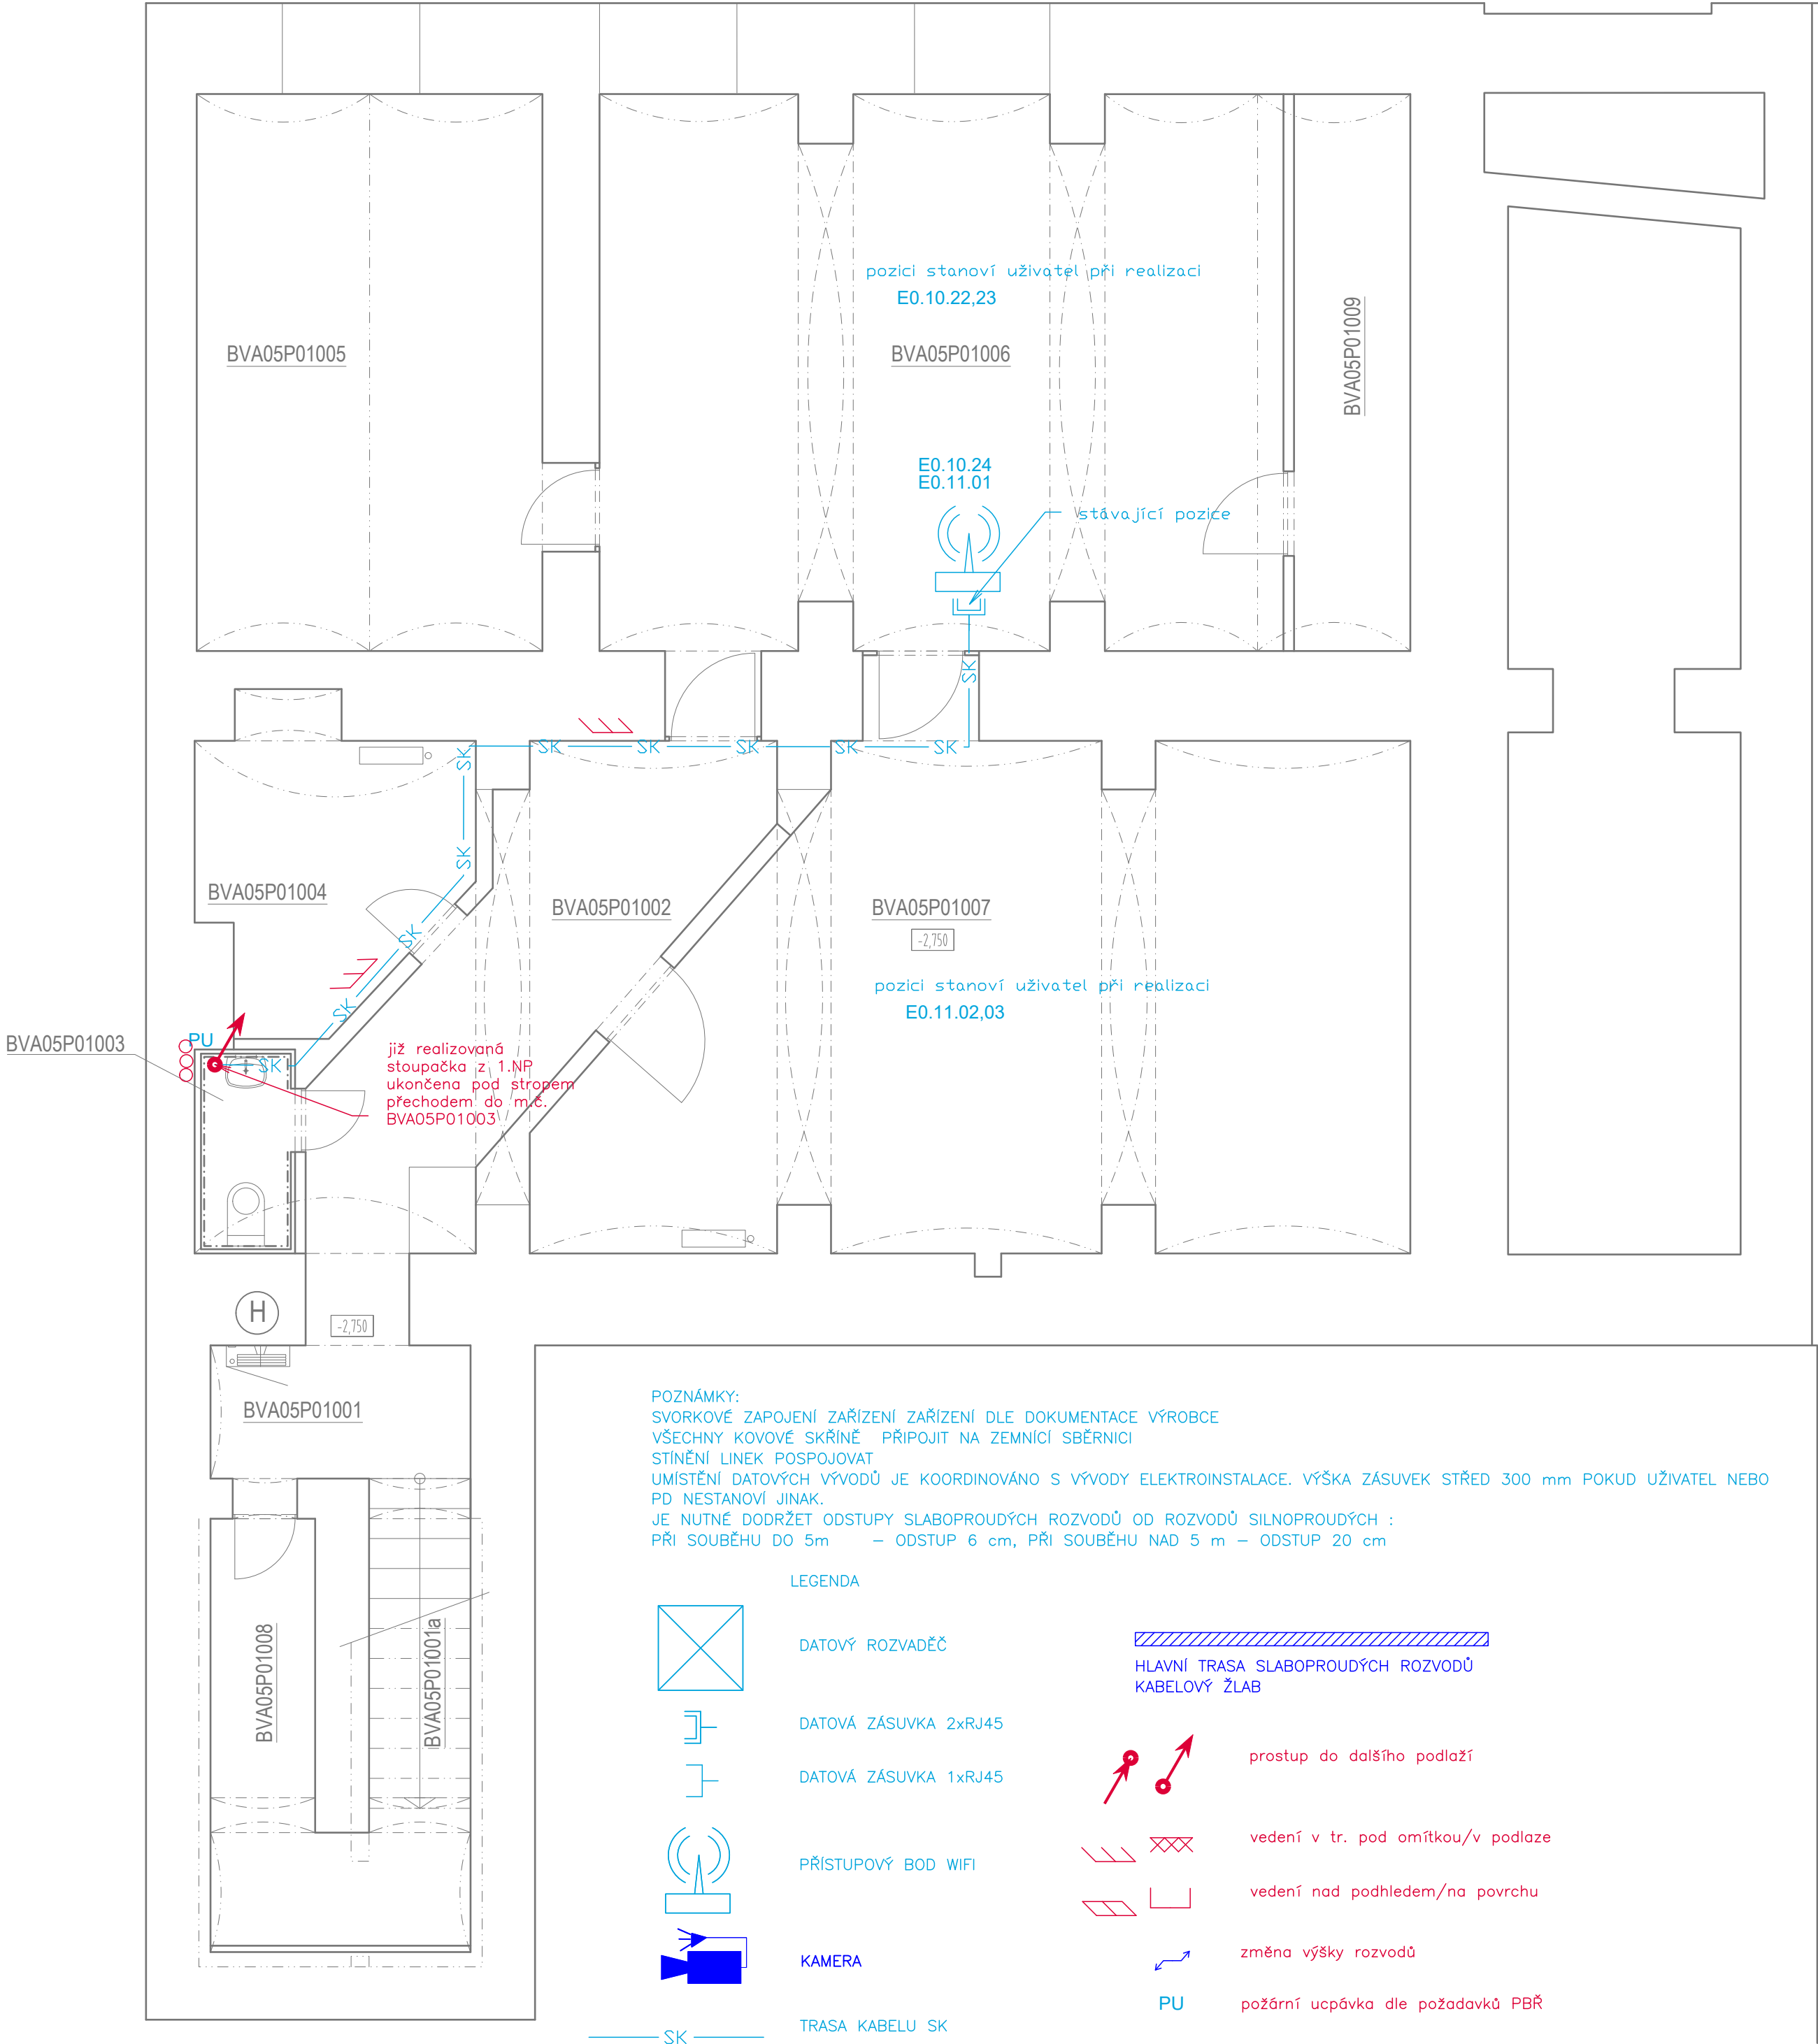 pozici stanoví uživatel při realizaci
E0.10.22,23
BVA05P01005
BVA05P01006
BVA05P01009
E0.10.24
E0.11.01
stávající pozice
SK
SK SK SK SK SK
SK
SK
BVA05P01004
BVA05P01002
BVA05P01007
-2,750
SK
pozici stanoví uživatel při realizaci
E0.11.02,03
SK
BVA05P01003
PU
SK
již realizovaná
stoupačka z 1.NP
ukončena pod stropem
přechodem do m.č.
BVA05P01003
H
-2,750
BVA05P01001
BVA05P01008
BVA05P01001a
POZNÁMKY:
SVORKOVÉ ZAPOJENÍ ZAŘÍZENÍ ZAŘÍZENÍ DLE DOKUMENTACE VÝROBCE
VŠECHNY KOVOVÉ SKŘÍNĚ PŘIPOJIT NA ZEMNÍCÍ SBĚRNICI
STÍNĚNÍ LINEK POSPOJOVAT
UMÍSTĚNÍ DATOVÝCH VÝVODŮ JE KOORDINOVÁNO S VÝVODY ELEKTROINSTALACE. VÝŠKA ZÁSUVEK STŘED 300 mm POKUD UŽIVATEL NEBO
PD NESTANOVÍ JINAK.
JE NUTNÉ DODRŽET ODSTUPY SLABOPROUDÝCH ROZVODŮ OD ROZVODŮ SILNOPROUDÝCH :
PŘI SOUBĚHU DO 5m – ODSTUP 6 cm, PŘI SOUBĚHU NAD 5 m – ODSTUP 20 cm
LEGENDA
DATOVÝ ROZVADĚČ
DATOVÁ ZÁSUVKA 2xRJ45
DATOVÁ ZÁSUVKA 1xRJ45
PŘÍSTUPOVÝ BOD WIFI
KAMERA
SK
TRASA KABELU SK
HLAVNÍ TRASA SLABOPROUDÝCH ROZVODŮ
KABELOVÝ ŽLAB
prostup do dalšího podlaží
vedení v tr. pod omítkou/v podlaze
vedení nad podhledem/na povrchu
změna výšky rozvodů
PU požární ucpávka dle požadavků PBŘ